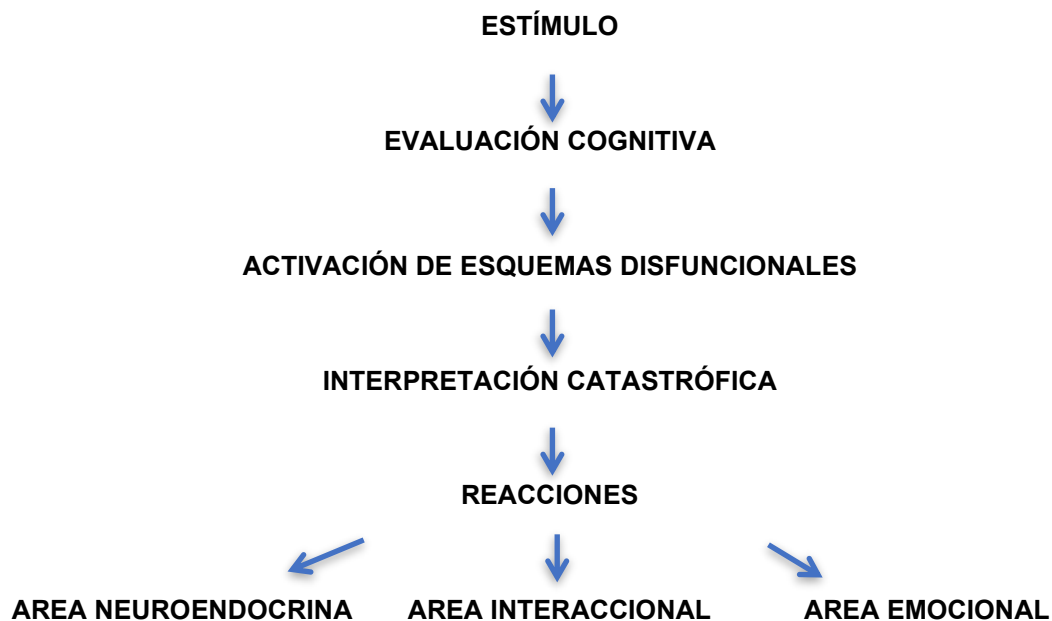 ESTÍMULO
EVALUACIÓN COGNITIVA
ACTIVACIÓN DE ESQUEMAS DISFUNCIONALES
INTERPRETACIÓN CATASTRÓFICA
REACCIONES
AREA NEUROENDOCRINA AREA INTERACCIONAL AREA EMOCIONAL